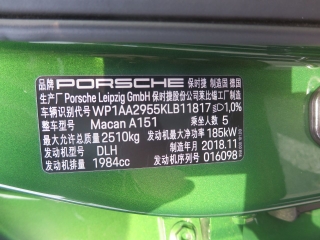 品牌 PORSCHE 保时捷 制造国 德国
生产厂 Porsche Leipzig GmbH 保时捷股份公司莱比锡工厂制造
车辆识别代号 WP1AA2955KLB11817 1,0%
整车型号 Macan A151 乘坐人数 5
最大允许总质量 2510kg 发动机最大净功率 185kW
发动机型号 DLH 制造年月 2018.11
发动机排量 1984cc 发动机序列号 016098